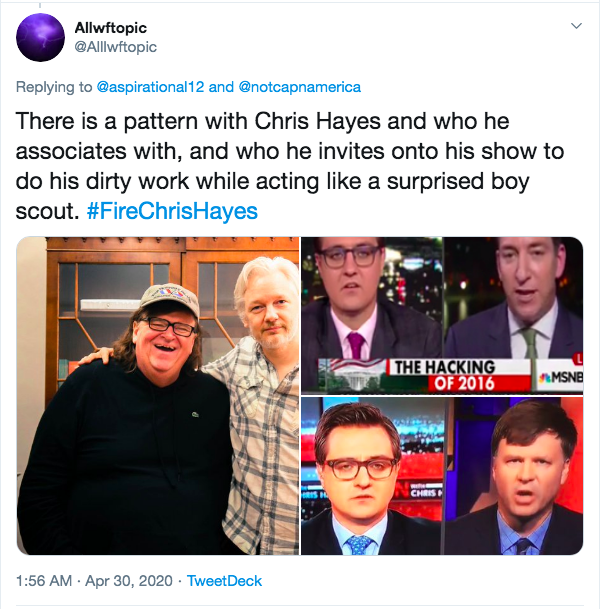 Allwftopic
@Alllwftopic
Replying to @aspirational12 and @notcapnamerica
There is a pattern with Chris Hayes and who he
associates with, and who he invites onto his show to
do his dirty work while acting like a surprised boy
scout. #FireChrisHayes
THE HACKING
OF 2016
L
MSNB
WITH
CHRIS H
1:56 AM · Apr 30, 2020 · TweetDeck